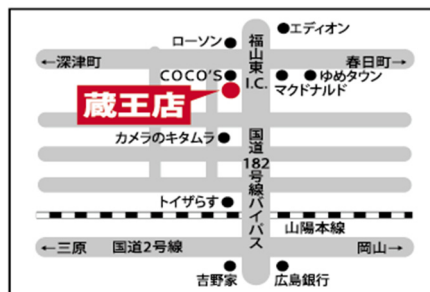 エディオン
ローソン
福山東I.C.
←深津町
春日町→
COCO'S
ゆめタウン
マクドナルド
蔵王店
カメラのキタムラ
国道182号線バイパス
トイザらす
山陽本線
←三原
国道2号線
岡山→
吉野家
広島銀行